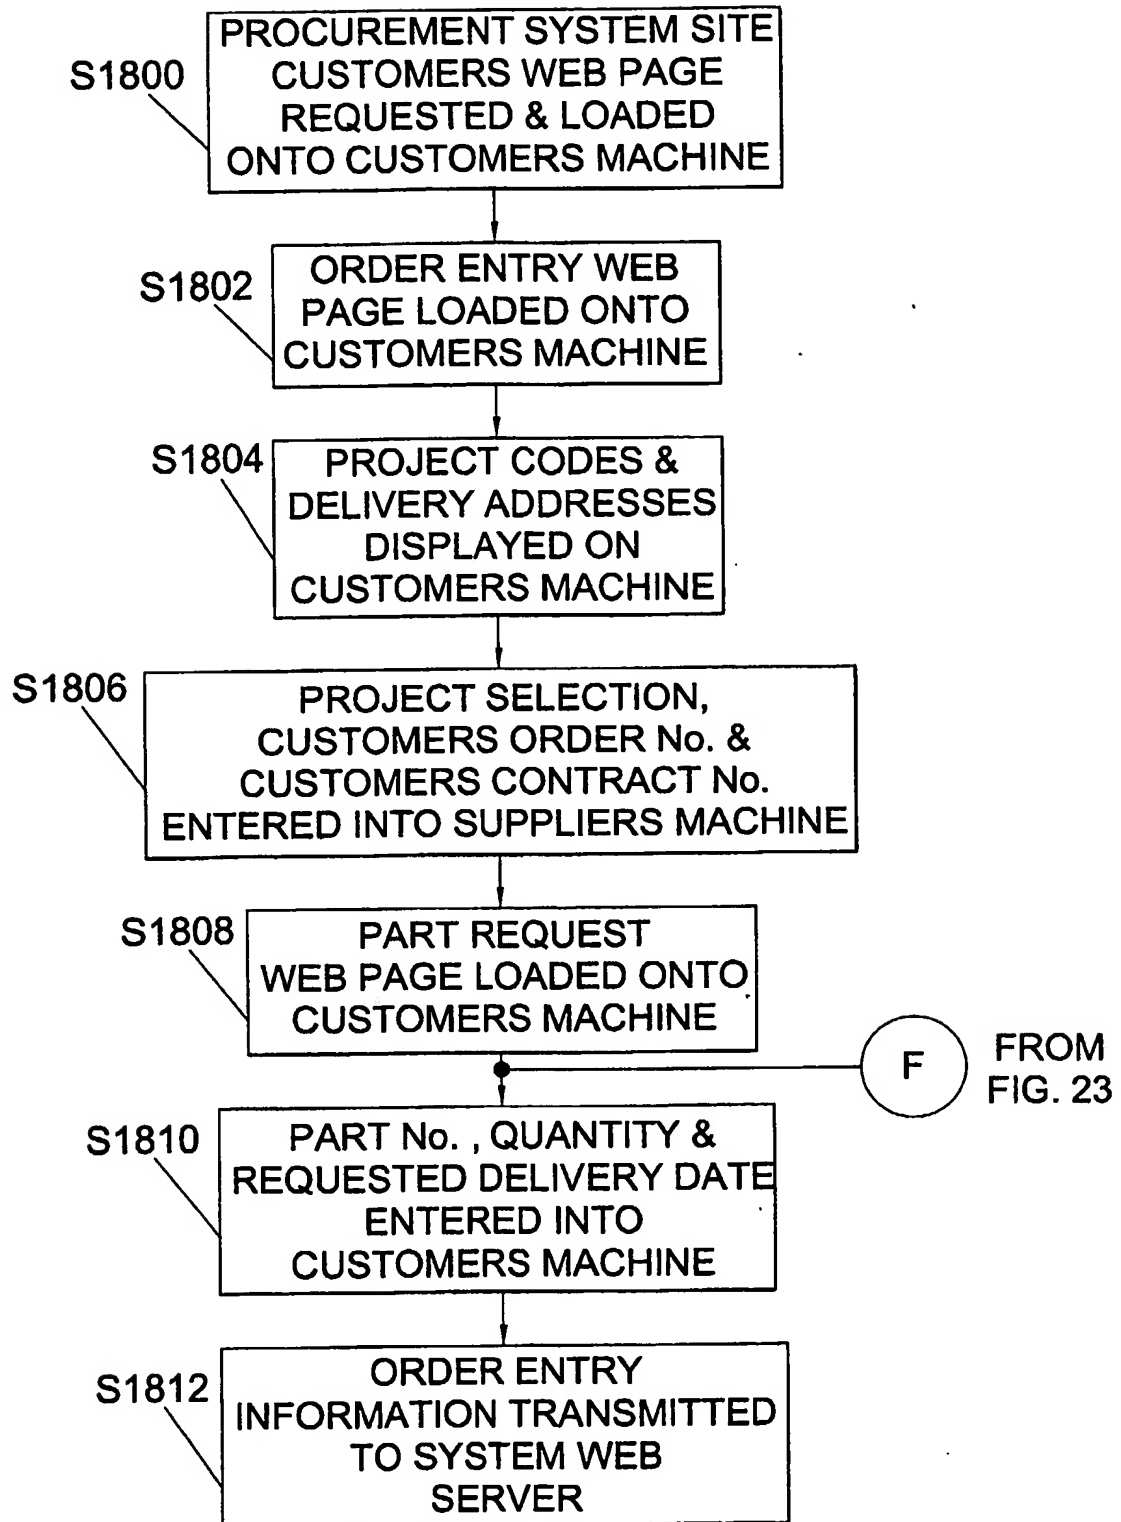 S1800
PROCUREMENT SYSTEM SITE
CUSTOMERS WEB PAGE
REQUESTED & LOADED
ONTO CUSTOMERS MACHINE
S1802
ORDER ENTRY WEB
PAGE LOADED ONTO
CUSTOMERS MACHINE
S1804
PROJECT CODES &
DELIVERY ADDRESSES
DISPLAYED ON
CUSTOMERS MACHINE
S1806
PROJECT SELECTION,
CUSTOMERS ORDER No. &
CUSTOMERS CONTRACT No.
ENTERED INTO SUPPLIERS MACHINE
S1808
PART REQUEST
WEB PAGE LOADED ONTO
CUSTOMERS MACHINE
F
FROM
FIG. 23
S1810
PART No. , QUANTITY &
REQUESTED DELIVERY DATE
ENTERED INTO
CUSTOMERS MACHINE
S1812
ORDER ENTRY
INFORMATION TRANSMITTED
TO SYSTEM WEB
SERVER